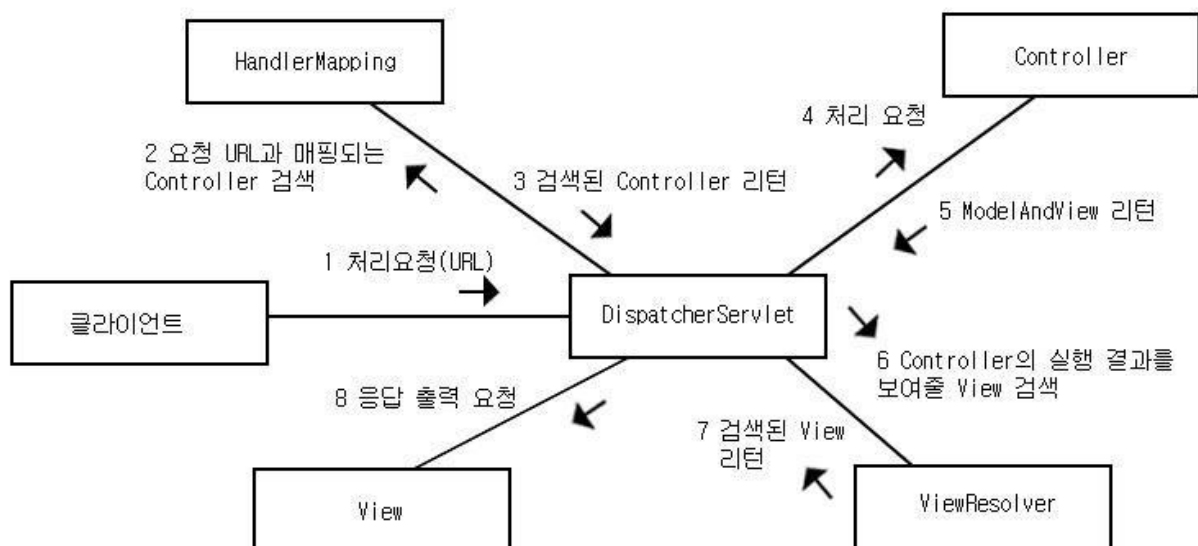 HandlerMapping
Controller
4 처리 요청
2 요청 URL과 매핑되는
Controller 검색
3 검색된 Controller 리턴
5 ModelAndView 리턴
1 처리요청(URL)
클라이언트
DispatcherServlet
6 Controller의 실행 결과를
보여줄 View 검색
8 응답 출력 요청
7 검색된 View
리턴
View
ViewResolver